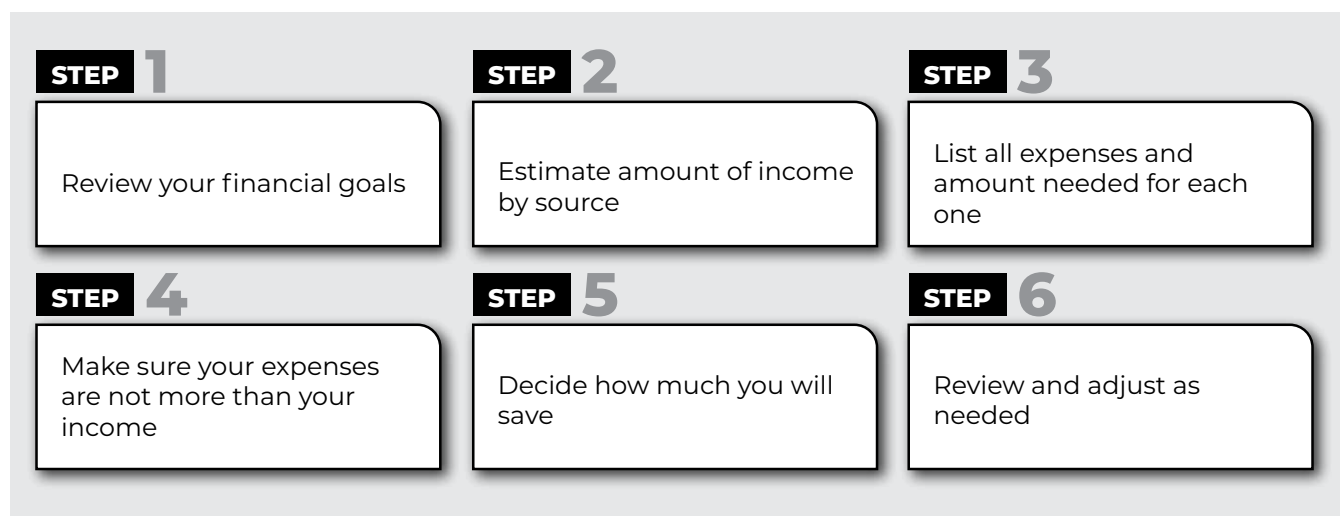 STEP 1
Review your financial goals
STEP 2
Estimate amount of income
by source
STEP 3
List all expenses and
amount needed for each
one
STEP 4
Make sure your expenses
are not more than your
income
STEP 5
Decide how much you will
save
STEP 6
Review and adjust as
needed